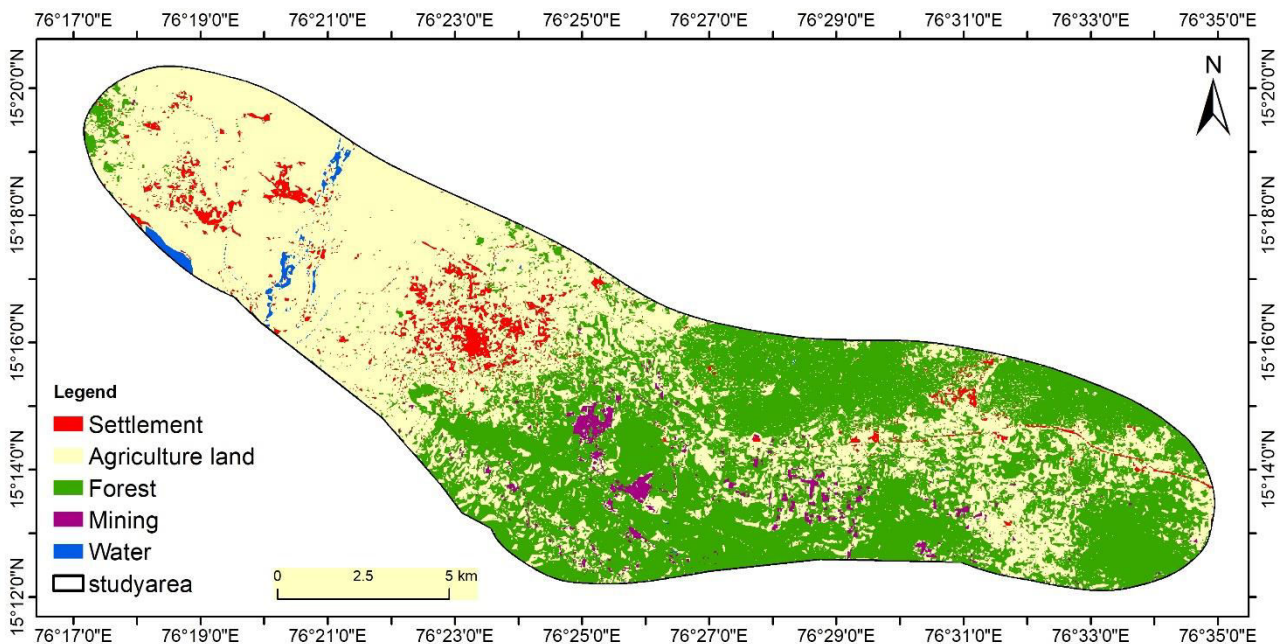 76°17'0"E 76°19'0"E 76°21'0"E 76°23'0"E 76°25'0"E 76°27'0"E 76°29'0"E 76°31'0"E 76°33'0"E 76°35'0"E
N
15°20'0"N 15°20'0"N
15°18'0"N 15°18'0"N
15°16'0"N 15°16'0"N
15°14'0"N 15°14'0"N
15°12'0"N 15°12'0"N
Legend
Settlement
Agriculture land
Forest
Mining
Water
studyarea
0 2.5 5 km
76°17'0"E 76°19'0"E 76°21'0"E 76°23'0"E 76°25'0"E 76°27'0"E 76°29'0"E 76°31'0"E 76°33'0"E 76°35'0"E